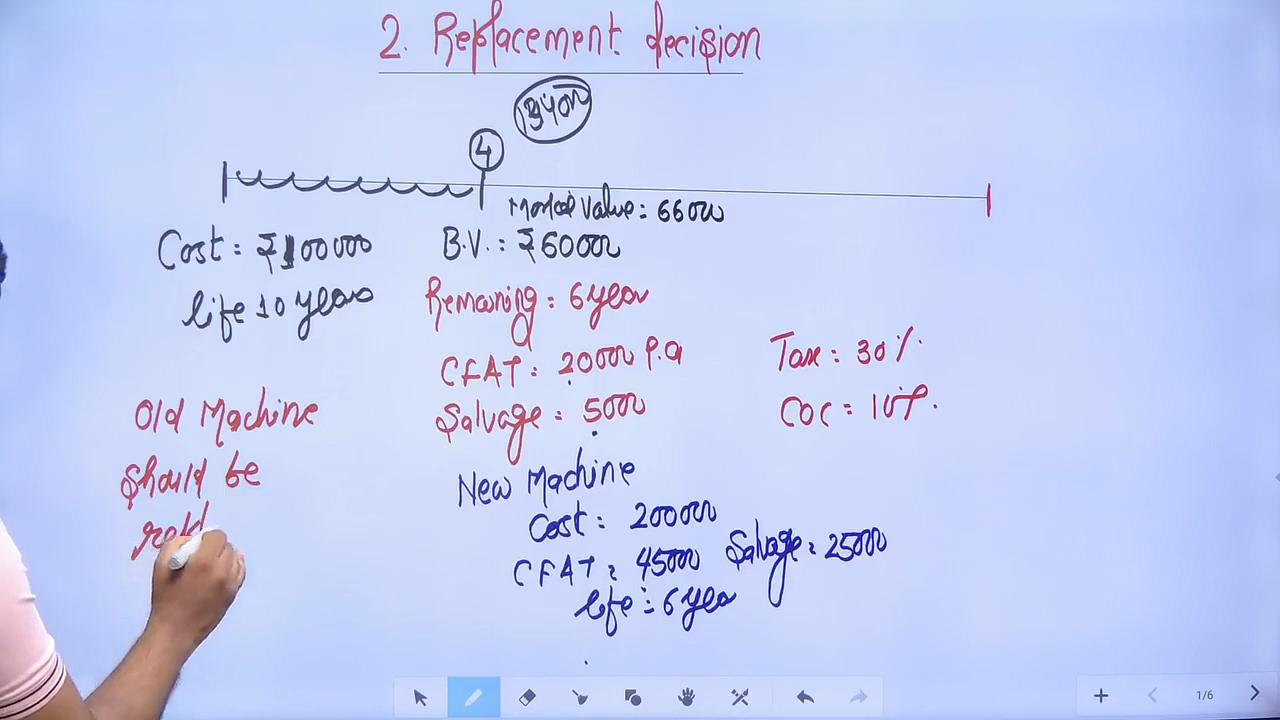 2. Replacement decision
4
Market Value: 66000
Cost: ₹100000
B.V.: ₹60000
life 10 years
Remaining: 6 year
CFAT: 20000 P.a
Tax: 30%.
Old Machine
Salvage: 5000
COC = 10%.
Should be
New Machine
Cost: 200000
CFAT: 45000 Salvage: 25000
life: 6 year
1/6